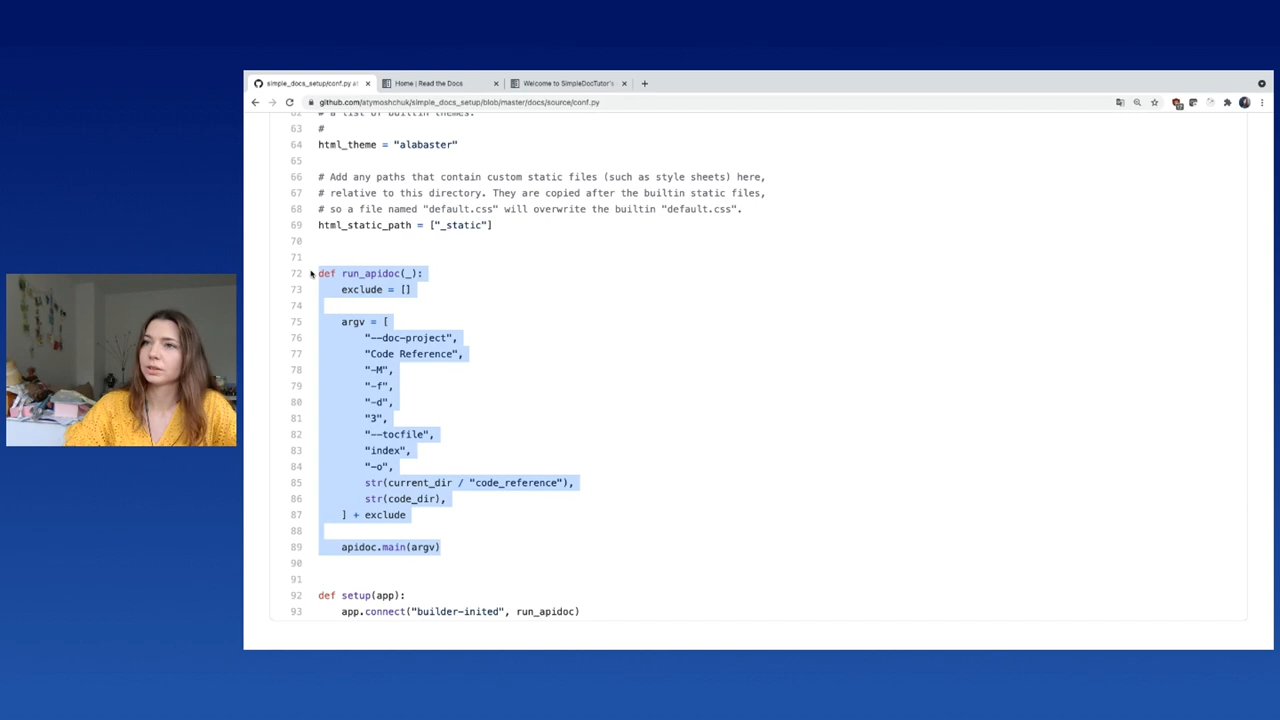 simple_docs_setup/conf.py at
Home | Read the Docs
Welcome to SimpleDocTutor's
github.com/atymoshchuk/simple_docs_setup/blob/master/docs/source/conf.py
62 # a list of builtin themes.
63 #
64 html_theme = "alabaster"
65
66 # Add any paths that contain custom static files (such as style sheets) here,
67 # relative to this directory. They are copied after the builtin static files,
68 # so a file named "default.css" will overwrite the builtin "default.css".
69 html_static_path = ["_static"]
70
71
72 def run_apidoc(_):
73 exclude = []
74
75 argv = [
76 "--doc-project",
77 "Code Reference",
78 "-M",
79 "-f",
80 "-d",
81 "3",
82 "--tocfile",
83 "index",
84 "-o",
85 str(current_dir / "code_reference"),
86 str(code_dir),
87 ] + exclude
88
89 apidoc.main(argv)
90
91
92 def setup(app):
93 app.connect("builder-inited", run_apidoc)